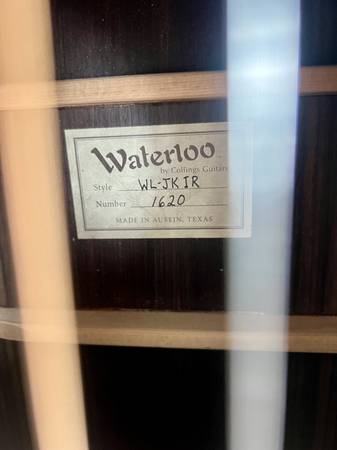 Waterloo
by Collings Guitars
Style WL-JK IR
Number 1620
MADE IN AUSTIN, TEXAS